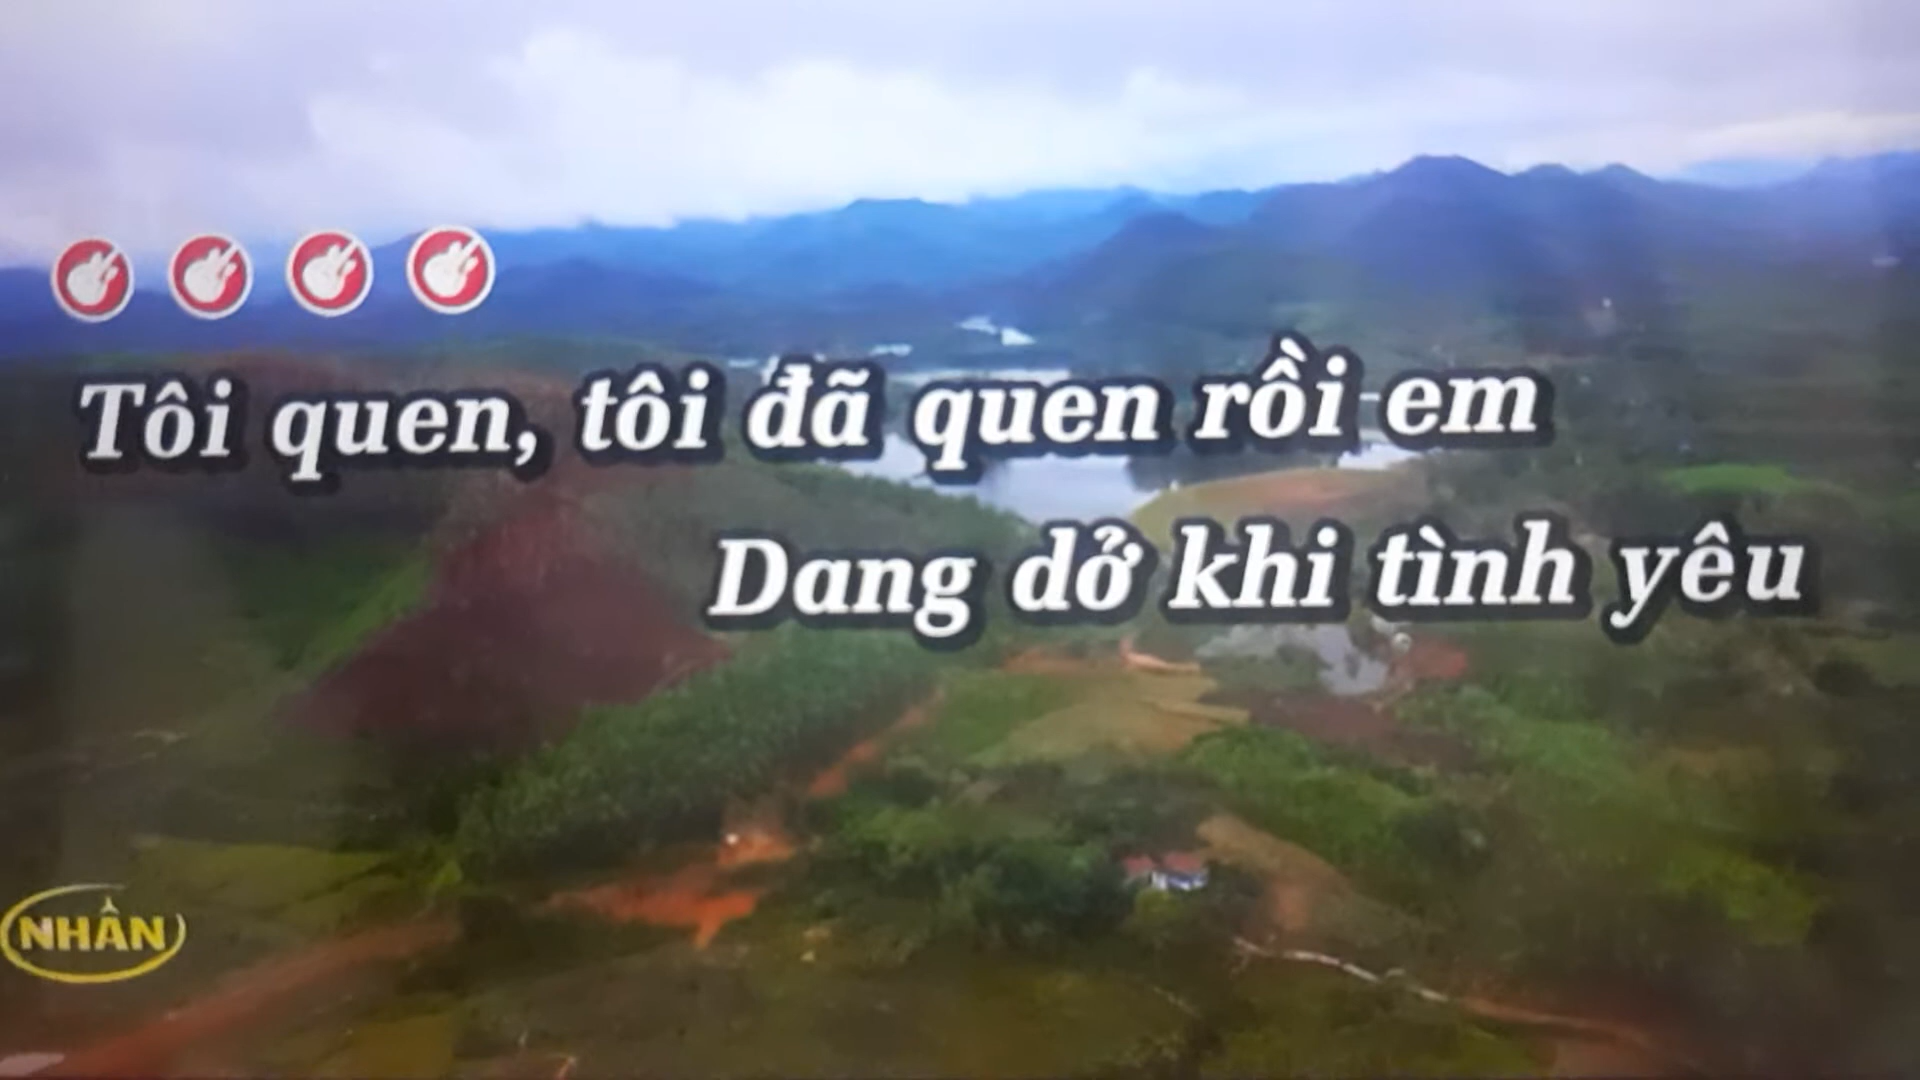 Tôi quen, tôi đã quen rồi em
Dang dở khi tình yêu
NHÂN